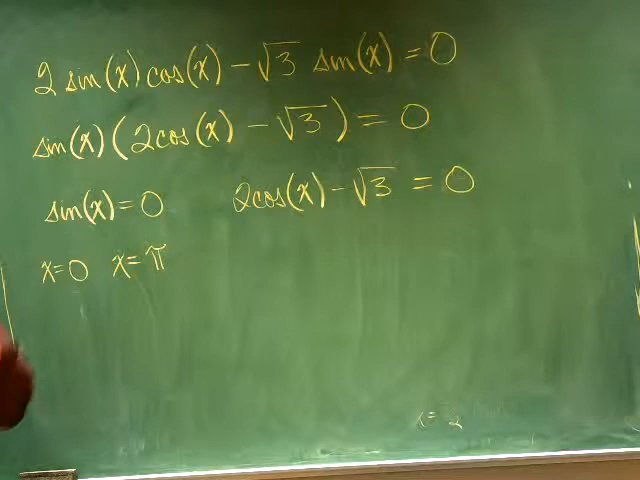 2 sin(x) cos(x) - √3 sin(x) = 0
sin(x) (2cos(x) - √3) = 0
sin(x) = 0 2cos(x) - √3 = 0
x=0 x=π